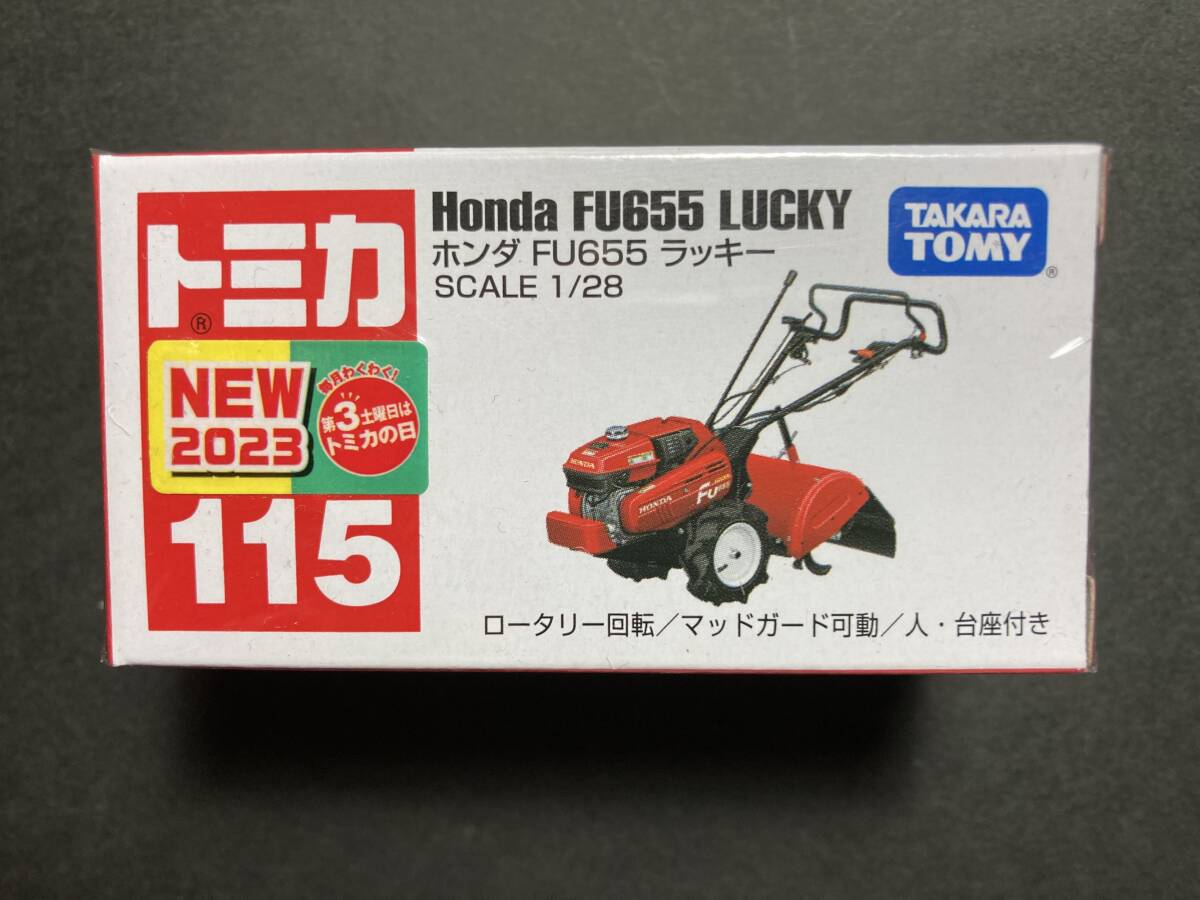 トミカ
®
NEW
2023
毎月わくわく!
第3土曜日は
トミカの日
115
Honda FU655 LUCKY
ホンダ FU655 ラッキー
SCALE 1/28
TAKARA
TOMY
®
HONDA
HONDA
FU655
ロータリー回転/マッドガード可動/人・台座付き